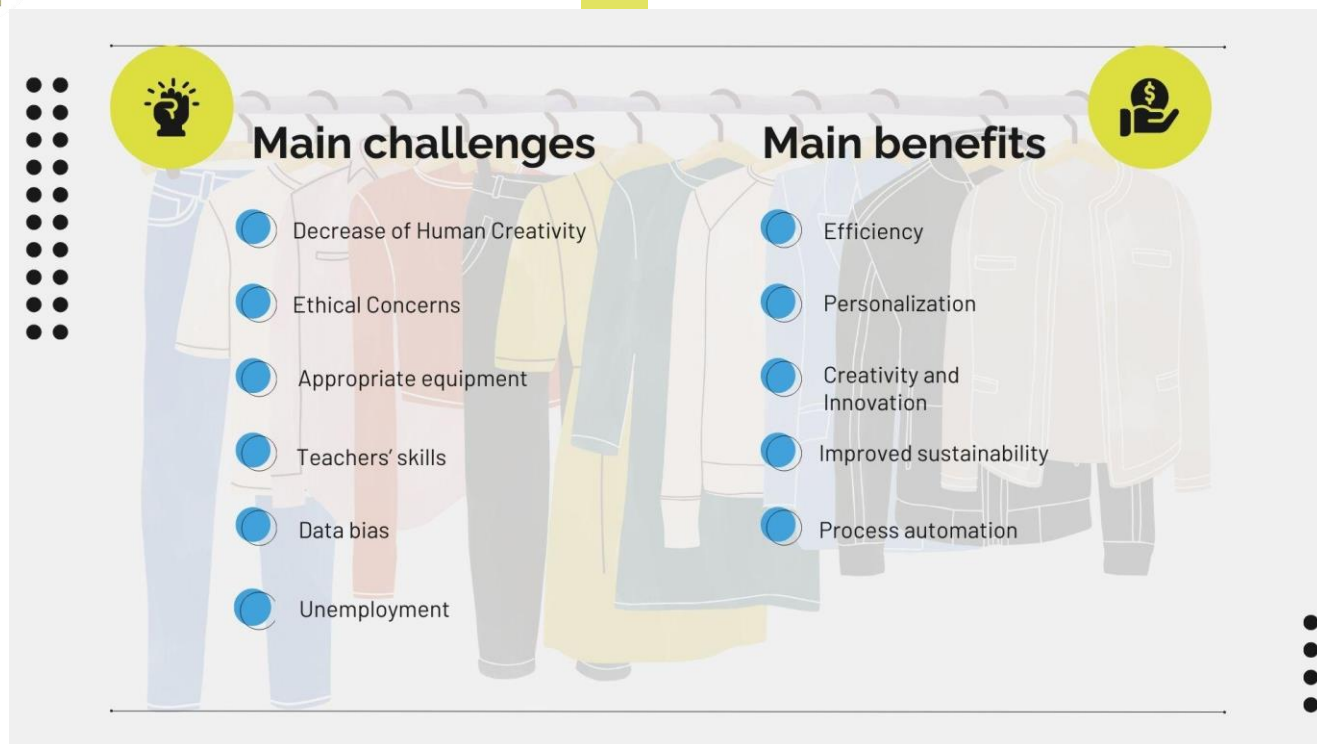 Main challenges
Decrease of Human Creativity
Ethical Concerns
Appropriate equipment
Teachers' skills
Data bias
Unemployment
Main benefits
Efficiency
Personalization
Creativity and
Innovation
Improved sustainability
Process automation
$